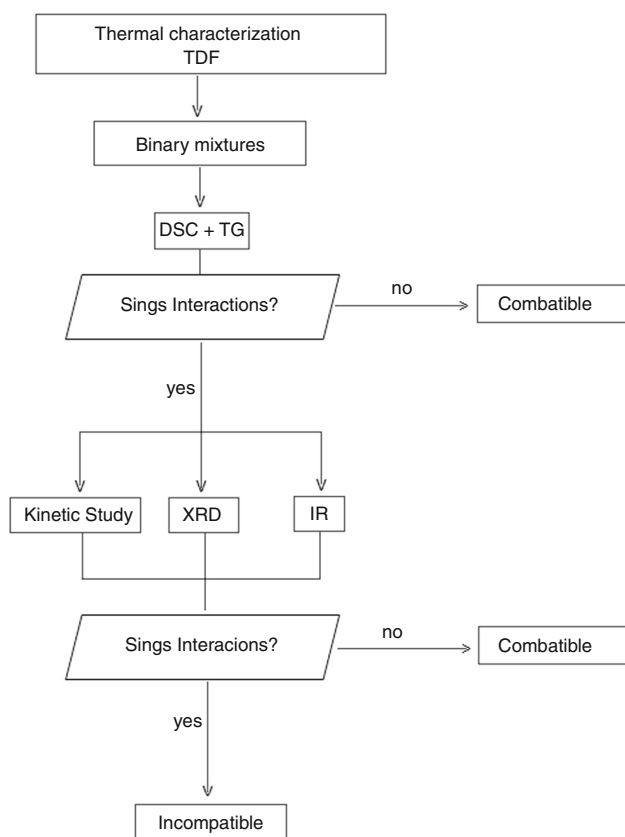 Thermal characterization
TDF
Binary mixtures
DSC + TG
Sings Interactions?
no
Combatible
yes
Kinetic Study
XRD
IR
Sings Interacions?
no
Combatible
yes
Incompatible